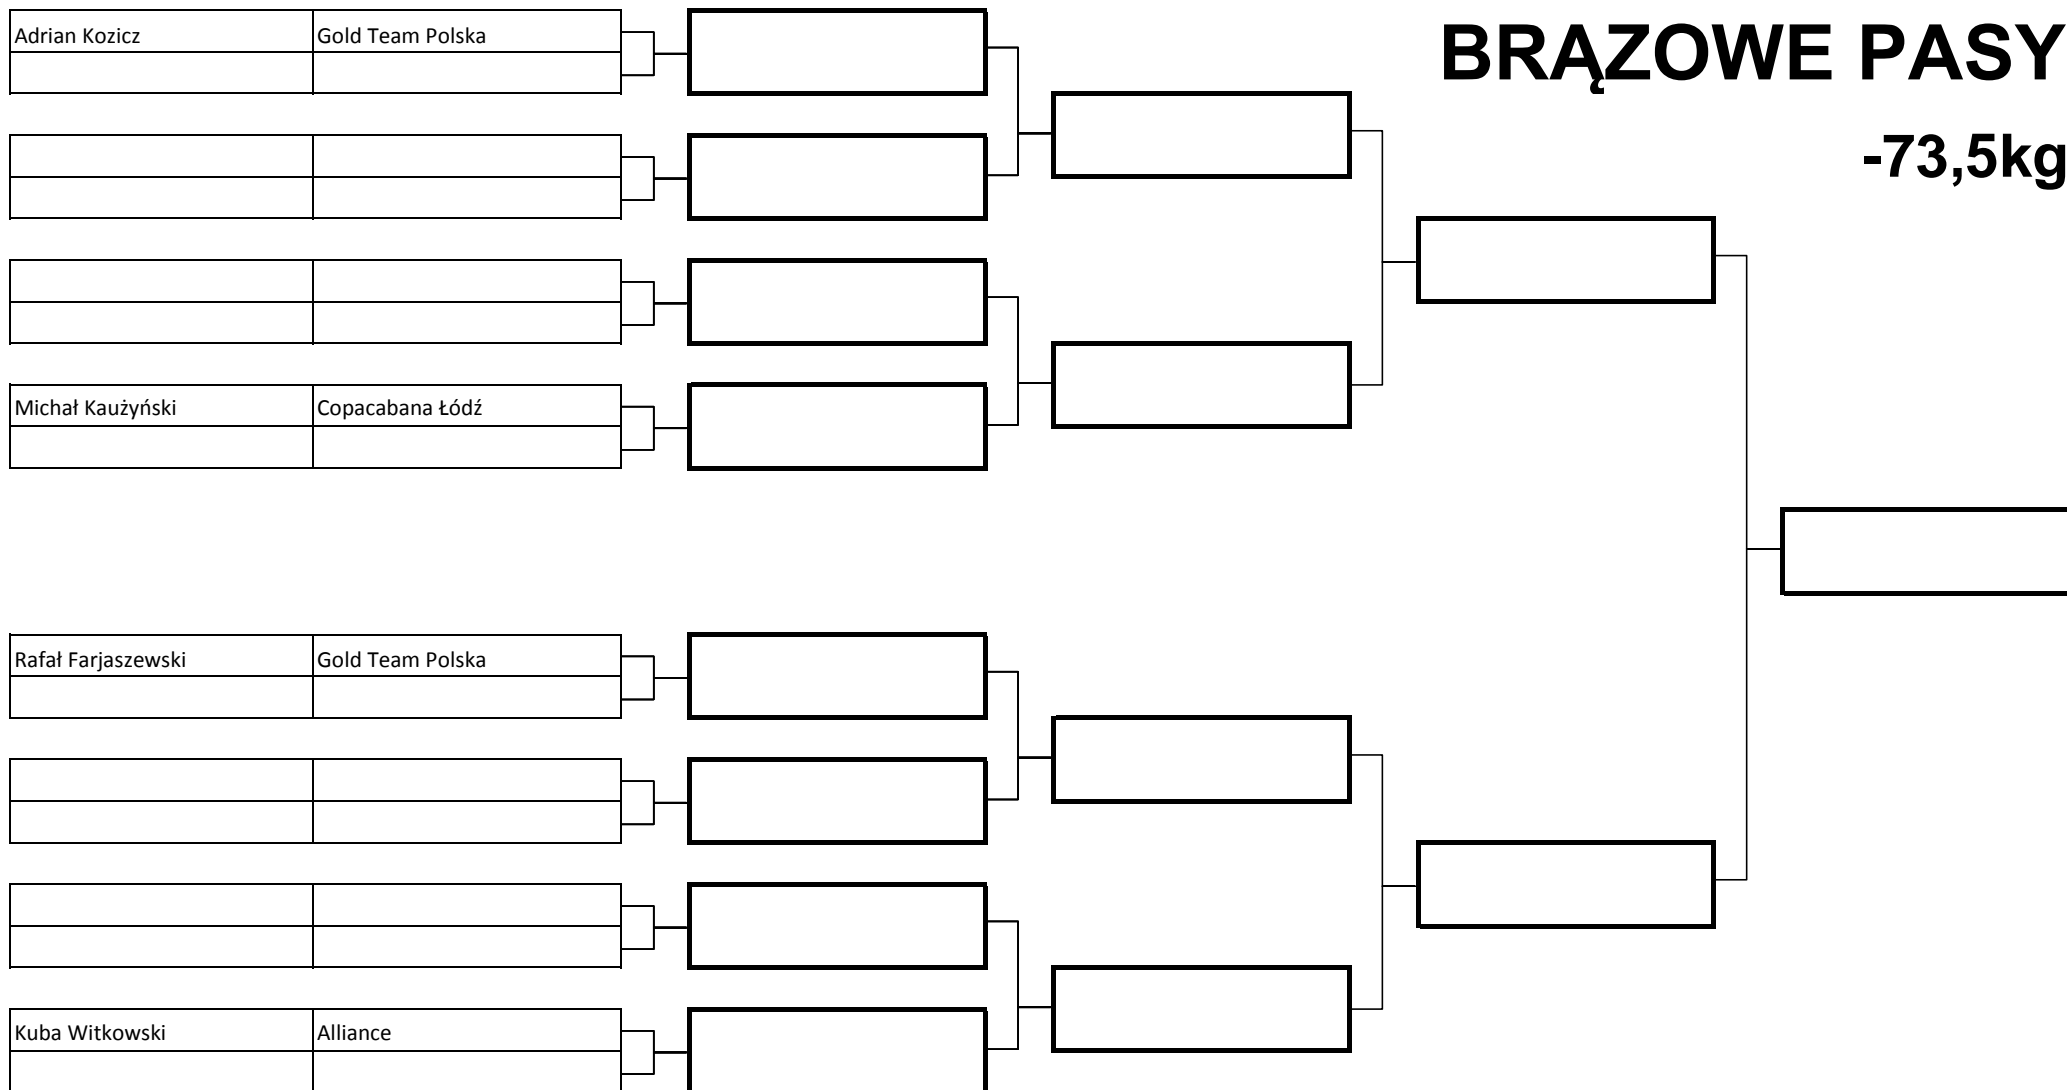 BRĄZOWE PASY
-73,5kg
Adrian Kozicz Gold Team Polska
Michał Kaużyński Copacabana Łódź
Rafał Farjaszewski Gold Team Polska
Kuba Witkowski Alliance